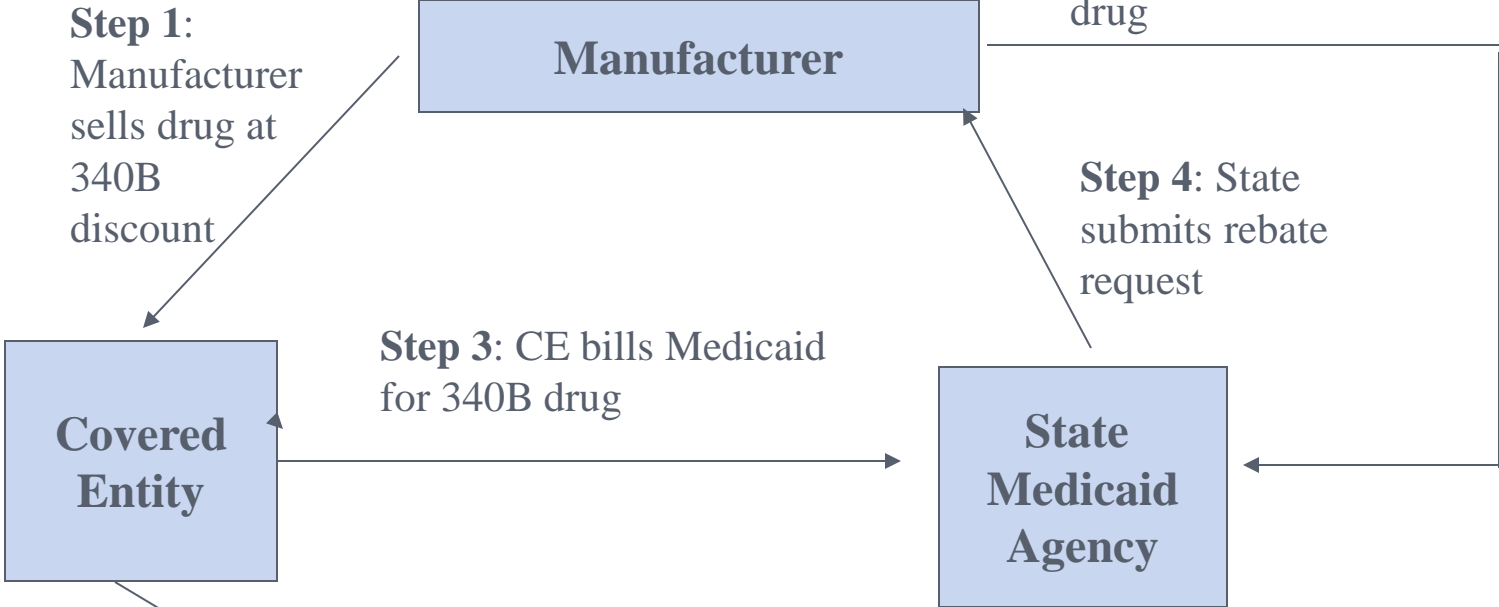 Step 1:
Manufacturer
sells drug at
340B
discount
Manufacturer
drug
Step 4: State
submits rebate
request
Step 3: CE bills Medicaid
for 340B drug
Covered
Entity
State
Medicaid
Agency